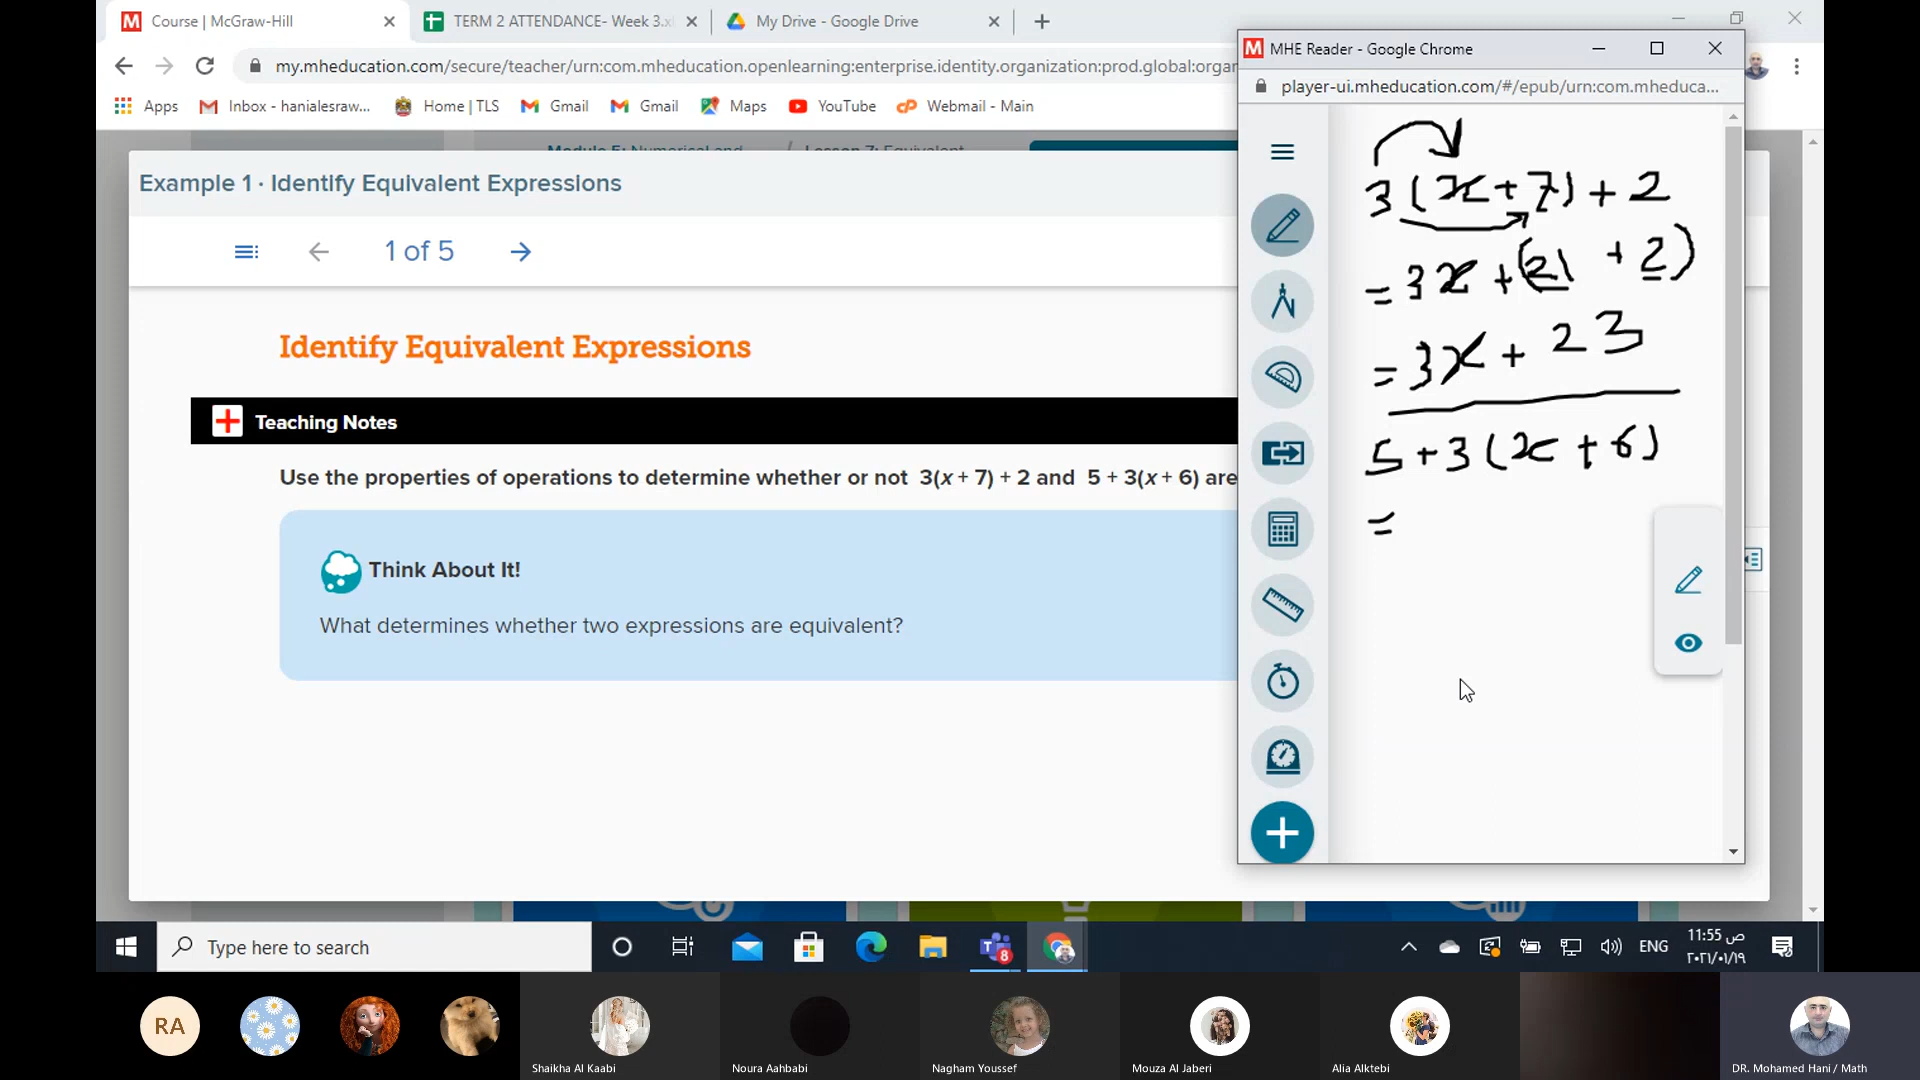 Course | McGraw-Hill
TERM 2 ATTENDANCE- Week 3.x
My Drive - Google Drive
my.mheducation.com/secure/teacher/urn:com.mheducation.openlearning:enterprise.identity.organization:prod.global:organ
Apps
Inbox - hanialesraw...
Home | TLS
Gmail
Gmail
Maps
YouTube
Webmail - Main
Example 1 · Identify Equivalent Expressions
1 of 5
Identify Equivalent Expressions
Teaching Notes
Use the properties of operations to determine whether or not 3(x + 7) + 2 and 5 + 3(x + 6) are
Think About It!
What determines whether two expressions are equivalent?
MHE Reader - Google Chrome
player-ui.mheducation.com/#/epub/urn:com.mheduca...
3(x+7)+2
=3x+(21+2)
=3x+23
5+3(x+6)
=
Type here to search
8
ENG
11:55 ص
٢٠٢١/٠١/١٩
RA
Shaikha Al Kaabi
Noura Aahbabi
Nagham Youssef
Mouza Al Jaberi
Alia Alktebi
DR. Mohamed Hani / Math